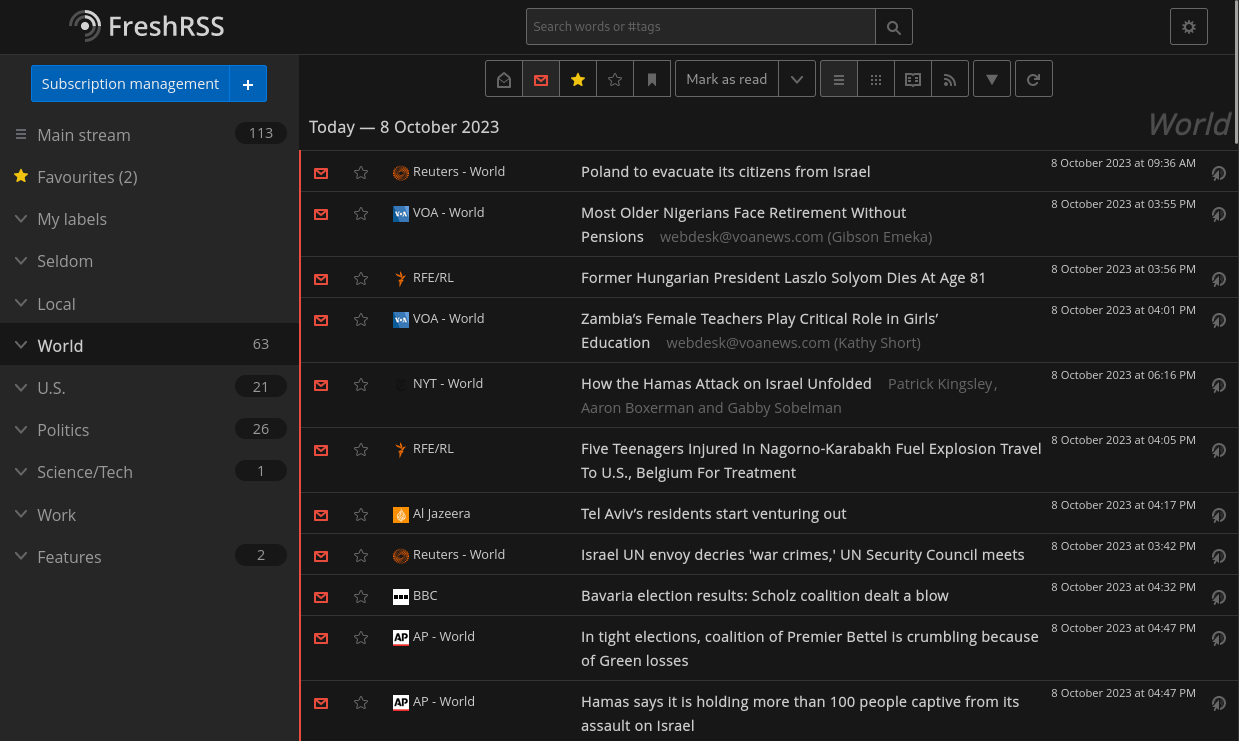 FreshRSS
Search words or #tags
Subscription management +
Mark as read
Main stream 113
Favourites (2)
My labels
Seldom
Local
World 63
U.S. 21
Politics 26
Science/Tech 1
Work
Features 2
Today — 8 October 2023
World
Reuters - World Poland to evacuate its citizens from Israel 8 October 2023 at 09:36 AM
VOA - World Most Older Nigerians Face Retirement Without 8 October 2023 at 03:55 PM
Pensions webdesk@voanews.com (Gibson Emeka)
RFE/RL Former Hungarian President Laszlo Solyom Dies At Age 81 8 October 2023 at 03:56 PM
VOA - World Zambia’s Female Teachers Play Critical Role in Girls’ 8 October 2023 at 04:01 PM
Education webdesk@voanews.com (Kathy Short)
NYT - World How the Hamas Attack on Israel Unfolded Patrick Kingsley, 8 October 2023 at 06:16 PM
Aaron Boxerman and Gabby Sobelman
RFE/RL Five Teenagers Injured In Nagorno-Karabakh Fuel Explosion Travel 8 October 2023 at 04:05 PM
To U.S., Belgium For Treatment
Al Jazeera Tel Aviv’s residents start venturing out 8 October 2023 at 04:17 PM
Reuters - World Israel UN envoy decries 'war crimes,' UN Security Council meets 8 October 2023 at 03:42 PM
BBC Bavaria election results: Scholz coalition dealt a blow 8 October 2023 at 04:32 PM
AP AP - World In tight elections, coalition of Premier Bettel is crumbling because 8 October 2023 at 04:47 PM
of Green losses
AP AP - World Hamas says it is holding more than 100 people captive from its 8 October 2023 at 04:47 PM
assault on Israel